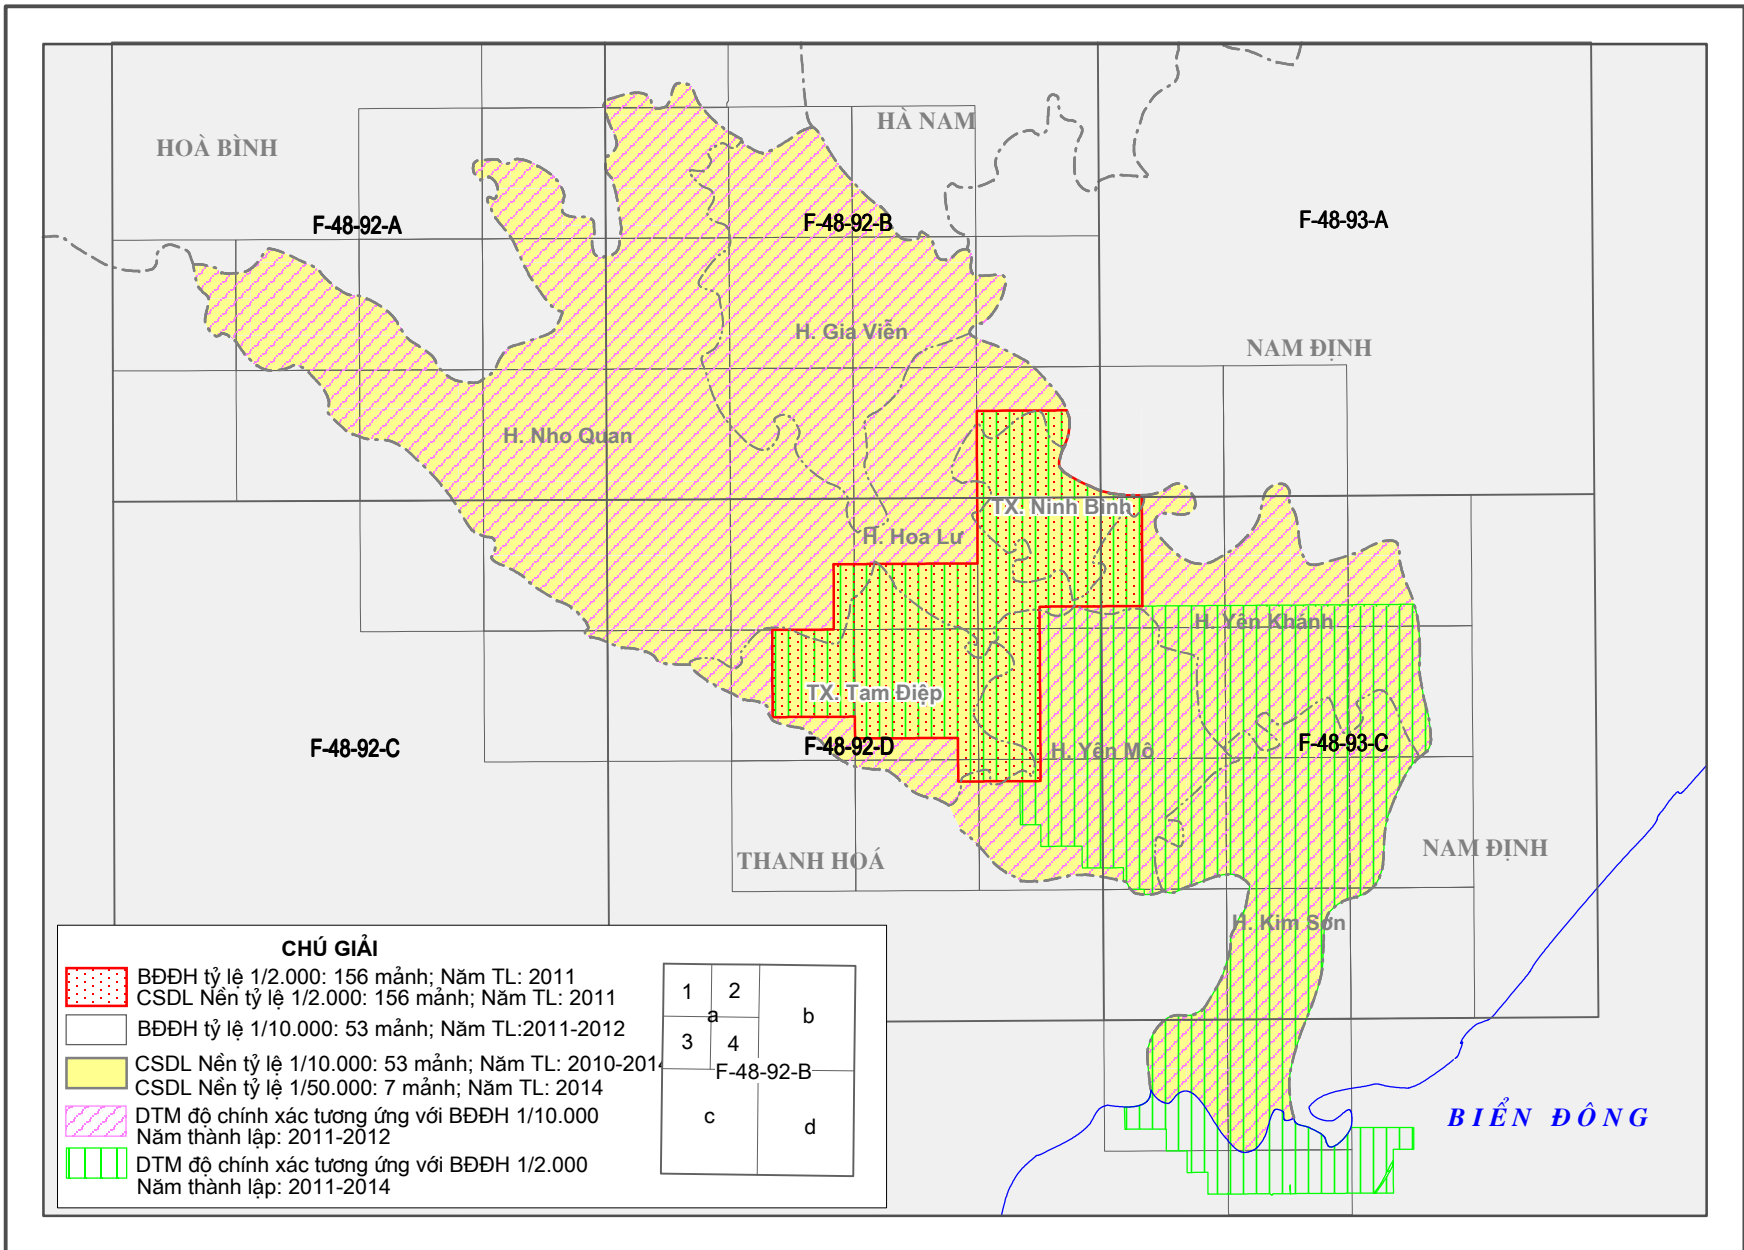 HÀ NAM
HOÀ BÌNH
F-48-92-A
F-48-92-B
F-48-93-A
H. Gia Viễn
NAM ĐỊNH
H. Nho Quan
TX. Ninh Bình
H. Hoa Lư
H. Yên Khánh
TX. Tam Điệp
F-48-92-C
F-48-92-D
H. Yên Mô
F-48-93-C
THANH HOÁ
NAM ĐỊNH
H. Kim Sơn
BIỂN ĐÔNG
CHÚ GIẢI
BĐĐH tỷ lệ 1/2.000: 156 mảnh; Năm TL: 2011
CSDL Nền tỷ lệ 1/2.000: 156 mảnh; Năm TL: 2011
BĐĐH tỷ lệ 1/10.000: 53 mảnh; Năm TL:2011-2012
CSDL Nền tỷ lệ 1/10.000: 53 mảnh; Năm TL: 2010-2014
CSDL Nền tỷ lệ 1/50.000: 7 mảnh; Năm TL: 2014
DTM độ chính xác tương ứng với BĐĐH 1/10.000
Năm thành lập: 2011-2012
DTM độ chính xác tương ứng với BĐĐH 1/2.000
Năm thành lập: 2011-2014
1 2
a b
3 4
F-48-92-B
c d